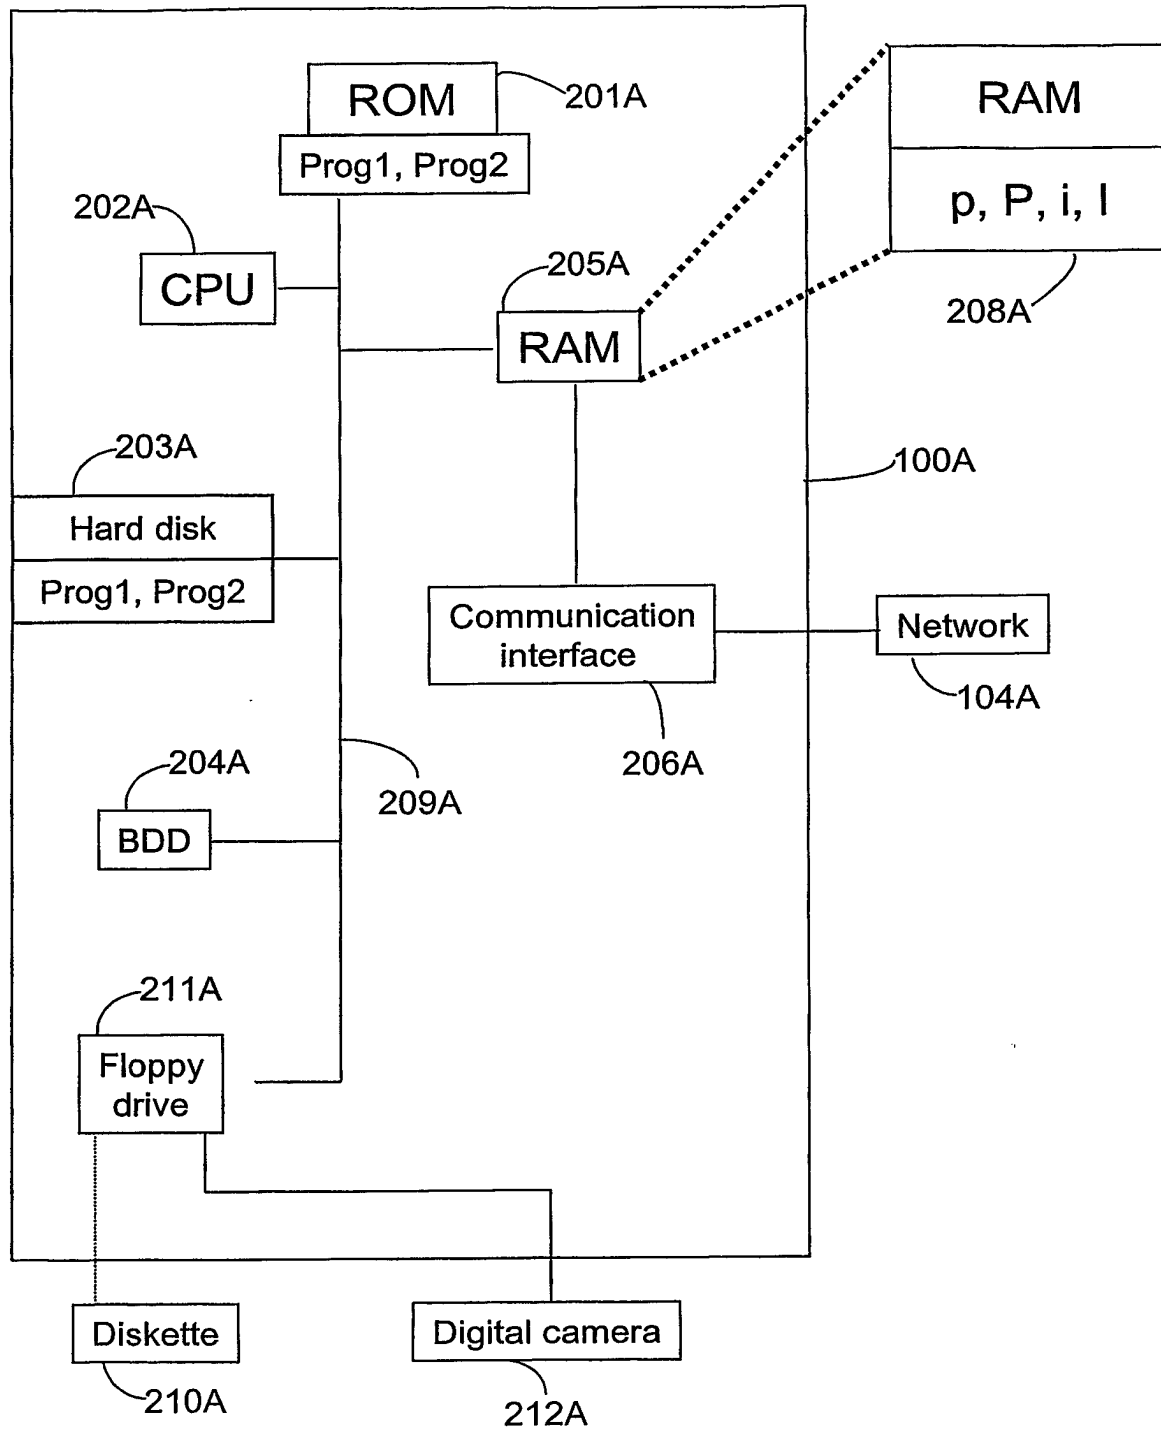 ROM
201A
RAM
Prog1, Prog2
p, P, i, I
202A
CPU
205A
RAM
208A
203A
100A
Hard disk
Prog1, Prog2
Communication
interface
Network
104A
206A
204A
209A
BDD
211A
Floppy
drive
Diskette
Digital camera
210A
212A